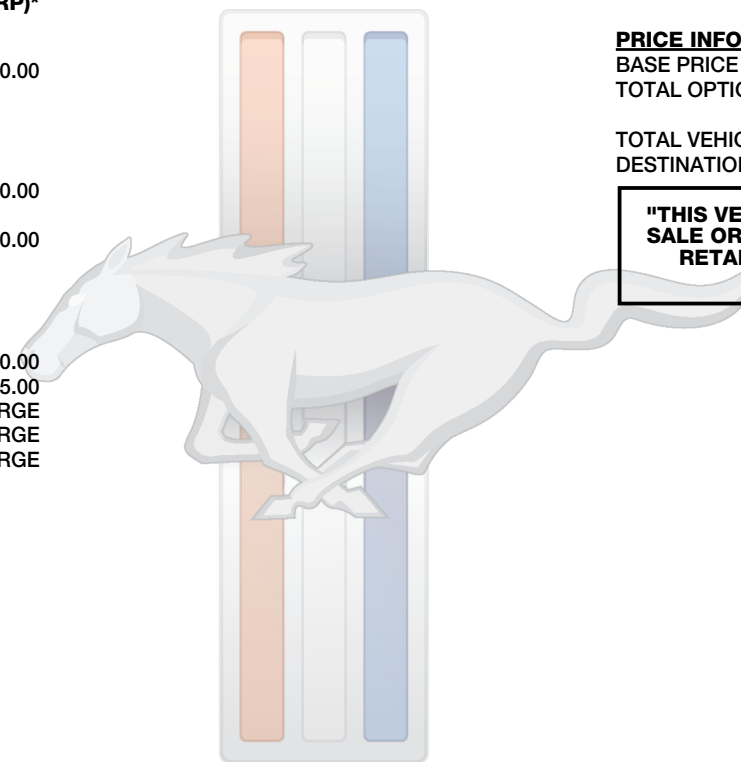 RP)*
0.00
0.00
0.00
0.00
5.00
RGE
RGE
RGE
PRICE INFO
BASE PRICE
TOTAL OPTIO
TOTAL VEHIC
DESTINATION
"THIS VE
SALE OR
RETAI